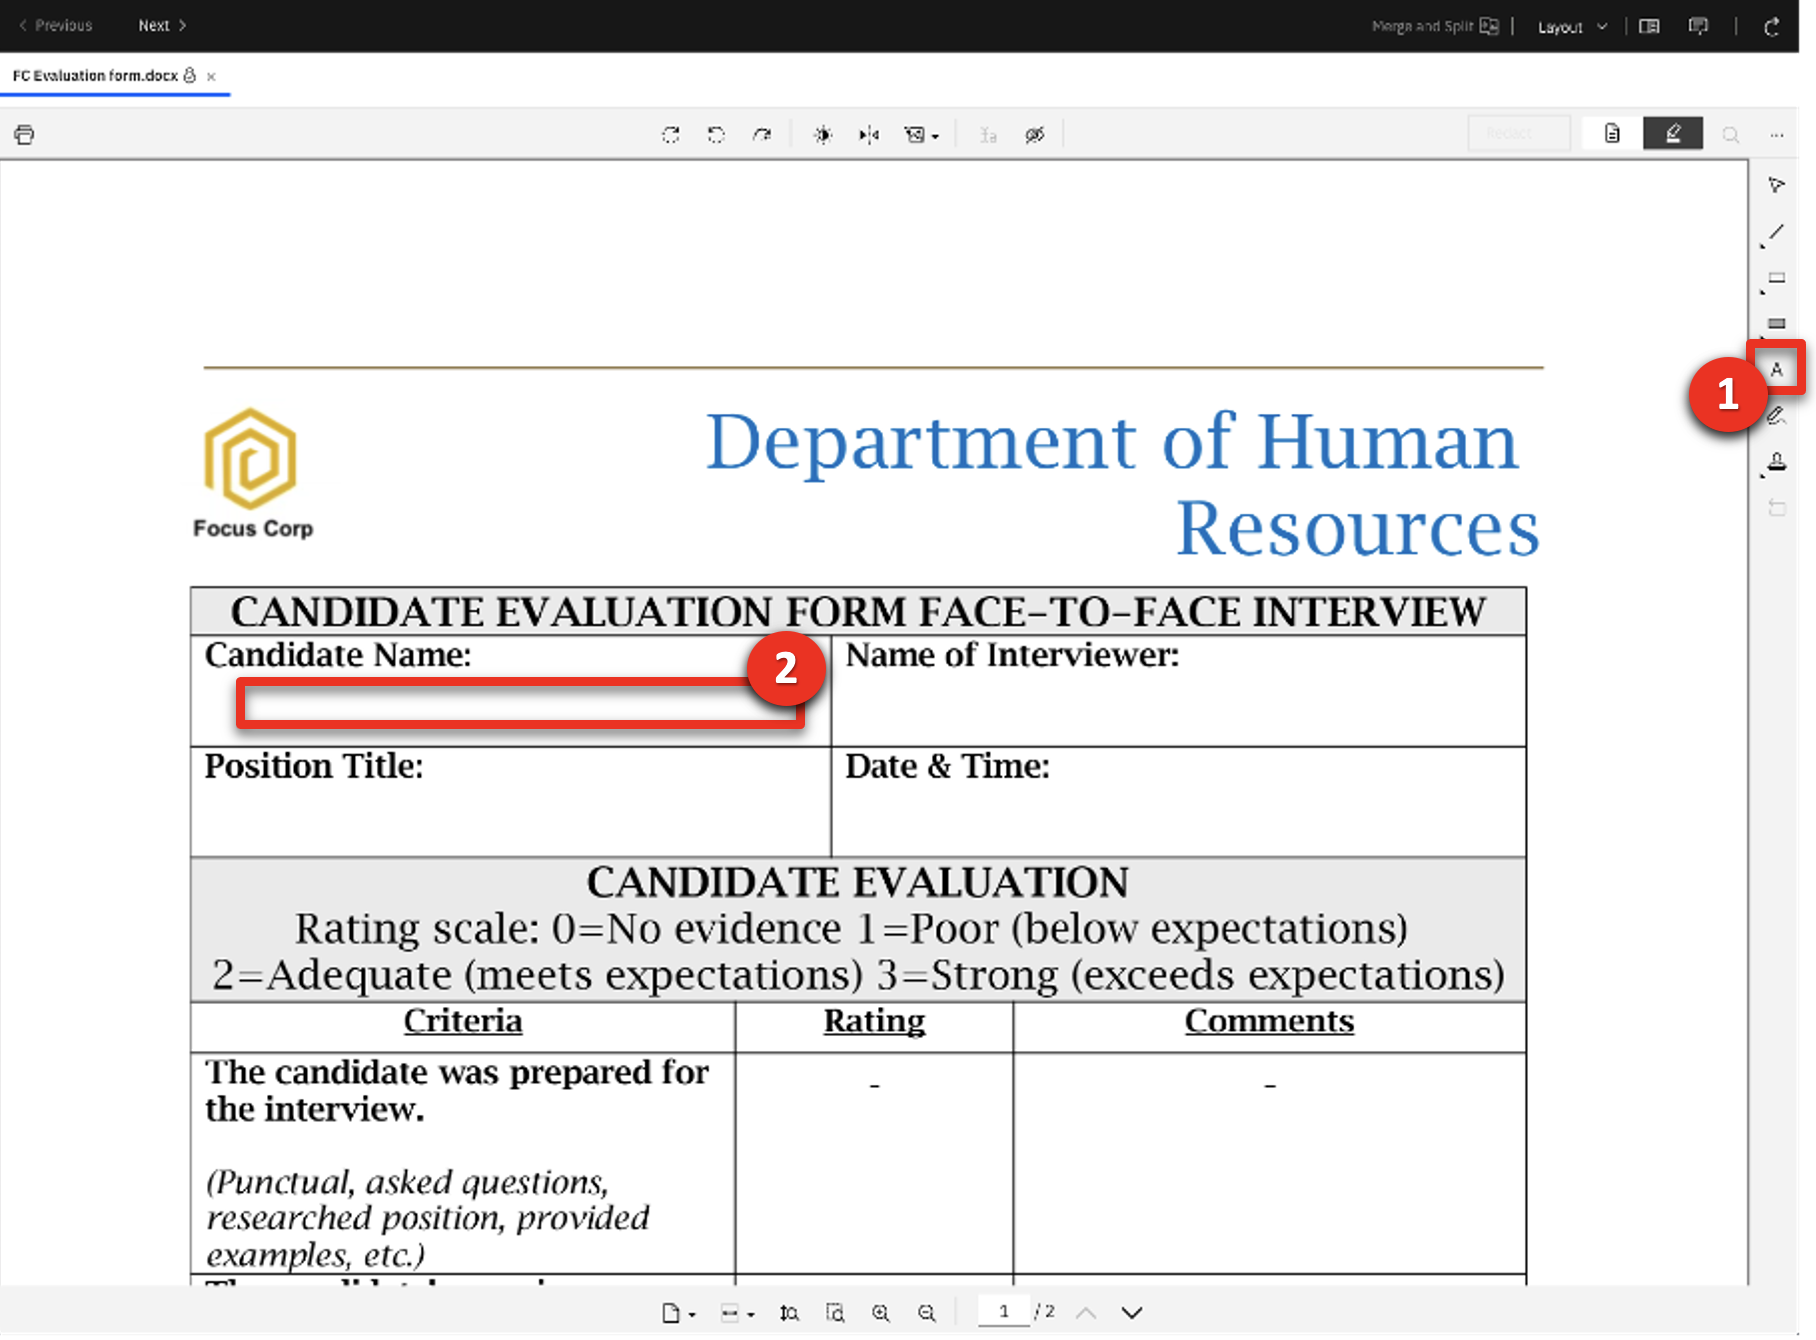 Previous Next Merge and Split Layout
FC Evaluation form.docx
Redact
A
1
Department of Human
Resources
Focus Corp
CANDIDATE EVALUATION FORM FACE-TO-FACE INTERVIEW
Candidate Name: Name of Interviewer:
2
Position Title: Date & Time:
CANDIDATE EVALUATION
Rating scale: 0=No evidence 1=Poor (below expectations)
2=Adequate (meets expectations) 3=Strong (exceeds expectations)
Criteria Rating Comments
The candidate was prepared for - -
the interview.
(Punctual, asked questions,
researched position, provided
examples, etc.)
1 / 2